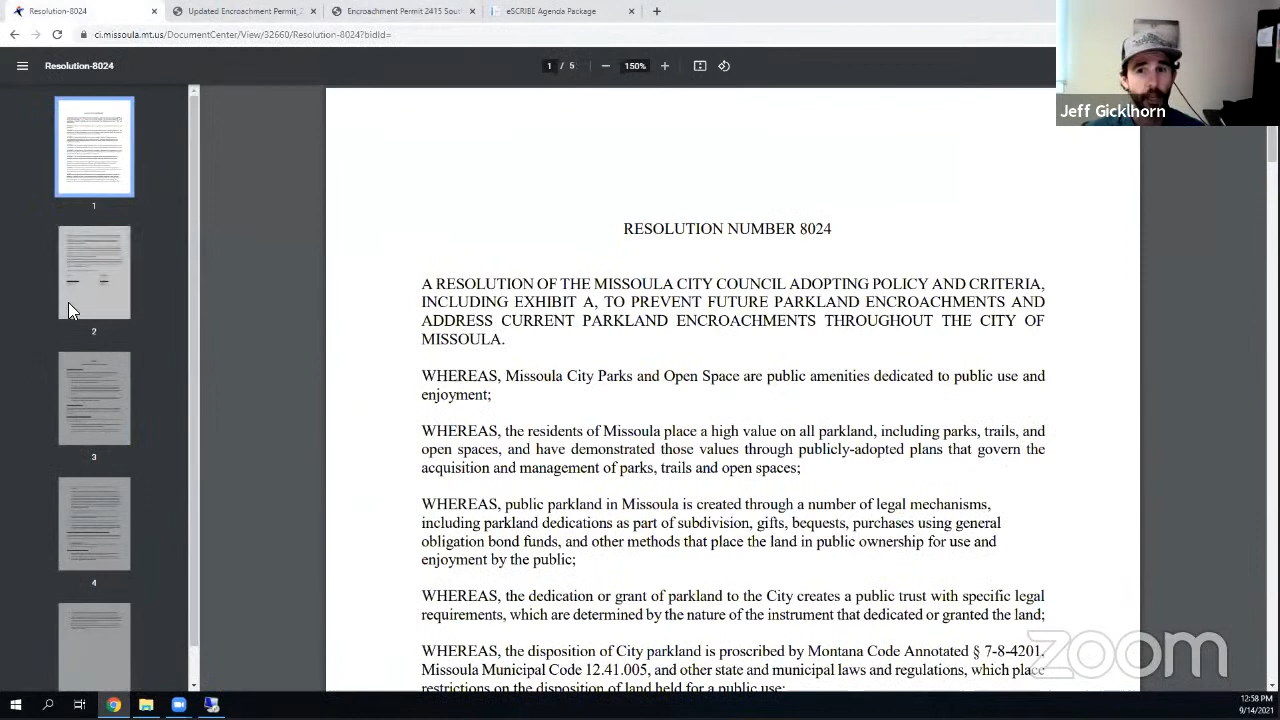 Resolution-8024
Updated Encroachment Permit_
Encroachment Permit 2415 Sout
eSCRIBE Agenda Package
ci.missoula.mt.us/DocumentCenter/View/32660/Resolution-8024?bidId=
Resolution-8024
1 / 5
150%
Jeff Gicklhorn
1
2
3
4
RESOLUTION NUMBER 8024
A RESOLUTION OF THE MISSOULA CITY COUNCIL ADOPTING POLICY AND CRITERIA,
INCLUDING EXHIBIT A, TO PREVENT FUTURE PARKLAND ENCROACHMENTS AND
ADDRESS CURRENT PARKLAND ENCROACHMENTS THROUGHOUT THE CITY OF
MISSOULA.
WHEREAS, Missoula City Parks and Open Space are public amenities dedicated to public use and
enjoyment;
WHEREAS, the residents of Missoula place a high value on all parkland, including parks, trails, and
open spaces, and have demonstrated those values through publicly-adopted plans that govern the
acquisition and management of parks, trails and open spaces;
WHEREAS, public parkland in Missoula is created through a number of legal mechanisms,
including parkland dedications as part of subdivision, gifts, bequests, purchases using general
obligation bond funds, and other methods that place the land in public ownership for use and
enjoyment by the public;
WHEREAS, the dedication or grant of parkland to the City creates a public trust with specific legal
requirements, which are determined by the nature of the instrument that dedicated or granted the land;
WHEREAS, the disposition of City parkland is proscribed by Montana Code Annotated § 7-8-4201,
Missoula Municipal Code 12.41.005, and other state and municipal laws and regulations, which place
restrictions on the disposition of land held for a public use;
zoom
12:58 PM
9/14/2021